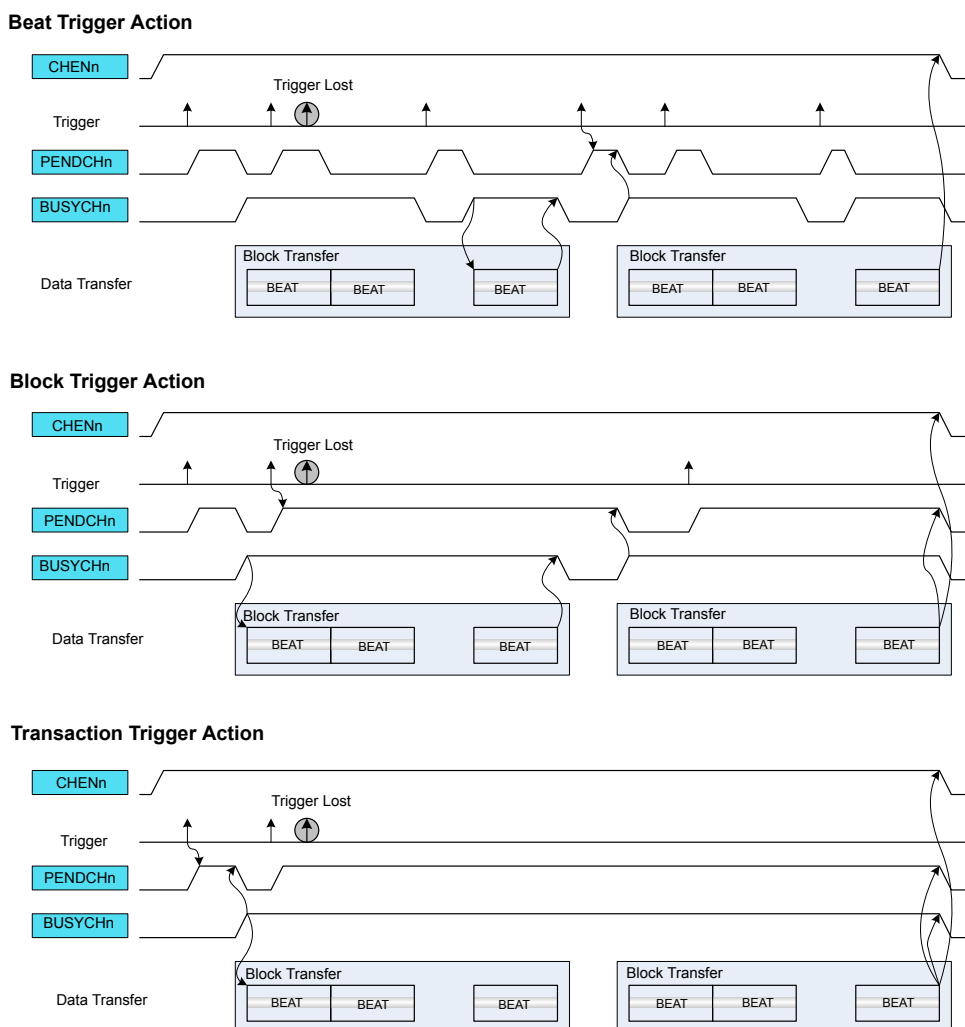 Beat Trigger Action
CHENn
Trigger Lost
Trigger
PENDCHn
BUSYCHn
Block Transfer
Block Transfer
Data Transfer
BEAT
BEAT
BEAT
BEAT
BEAT
BEAT
Block Trigger Action
CHENn
Trigger Lost
Trigger
PENDCHn
BUSYCHn
Block Transfer
Block Transfer
Data Transfer
BEAT
BEAT
BEAT
BEAT
BEAT
BEAT
Transaction Trigger Action
CHENn
Trigger Lost
Trigger
PENDCHn
BUSYCHn
Block Transfer
Block Transfer
Data Transfer
BEAT
BEAT
BEAT
BEAT
BEAT
BEAT